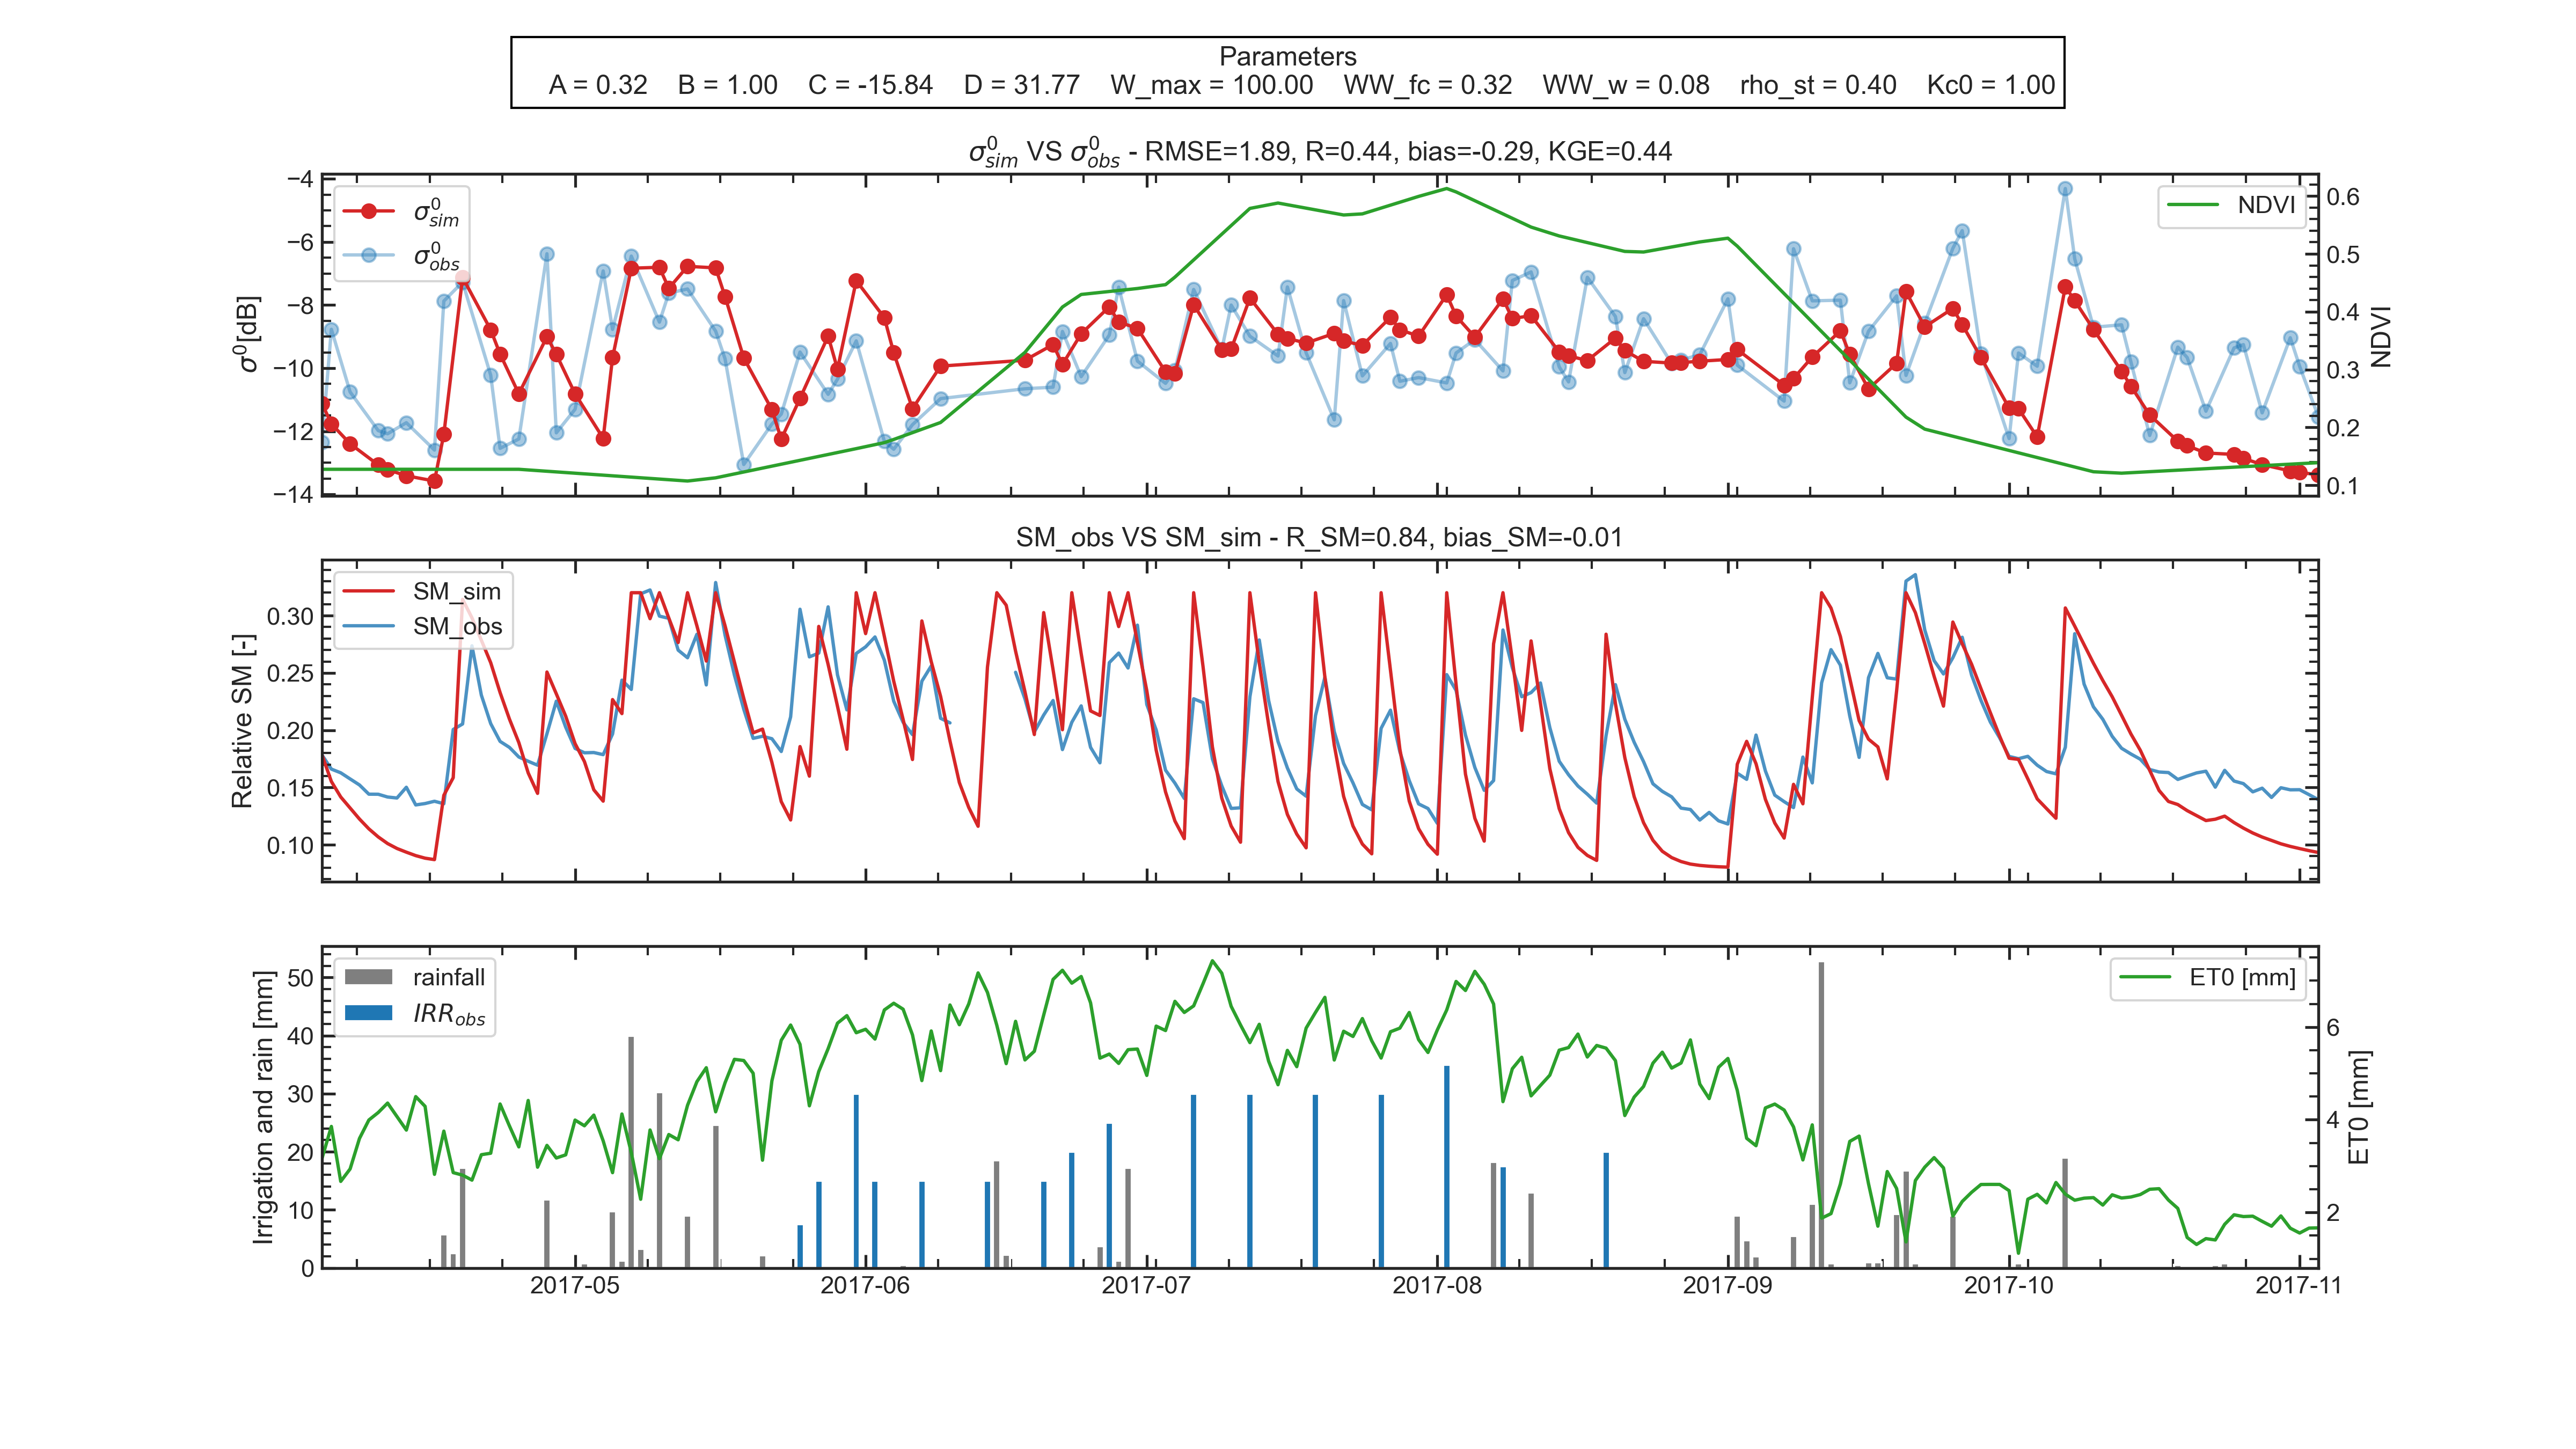 Parameters
A = 0.32 B = 1.00 C = -15.84 D = 31.77 W_max = 100.00 WW_fc = 0.32 WW_w = 0.08 rho_st = 0.40 Kc0 = 1.00
σ⁰sim VS σ⁰obs - RMSE=1.89, R=0.44, bias=-0.29, KGE=0.44
σ⁰[dB]
−4
−6
−8
−10
−12
−14
σ⁰sim
σ⁰obs
NDVI
0.6
0.5
0.4
0.3
0.2
0.1
NDVI
SM_obs VS SM_sim - R_SM=0.84, bias_SM=-0.01
Relative SM [-]
0.30
0.25
0.20
0.15
0.10
SM_sim
SM_obs
Irrigation and rain [mm]
50
40
30
20
10
0
rainfall
IRRobs
ET0 [mm]
6
4
2
ET0 [mm]
2017-05 2017-06 2017-07 2017-08 2017-09 2017-10 2017-11